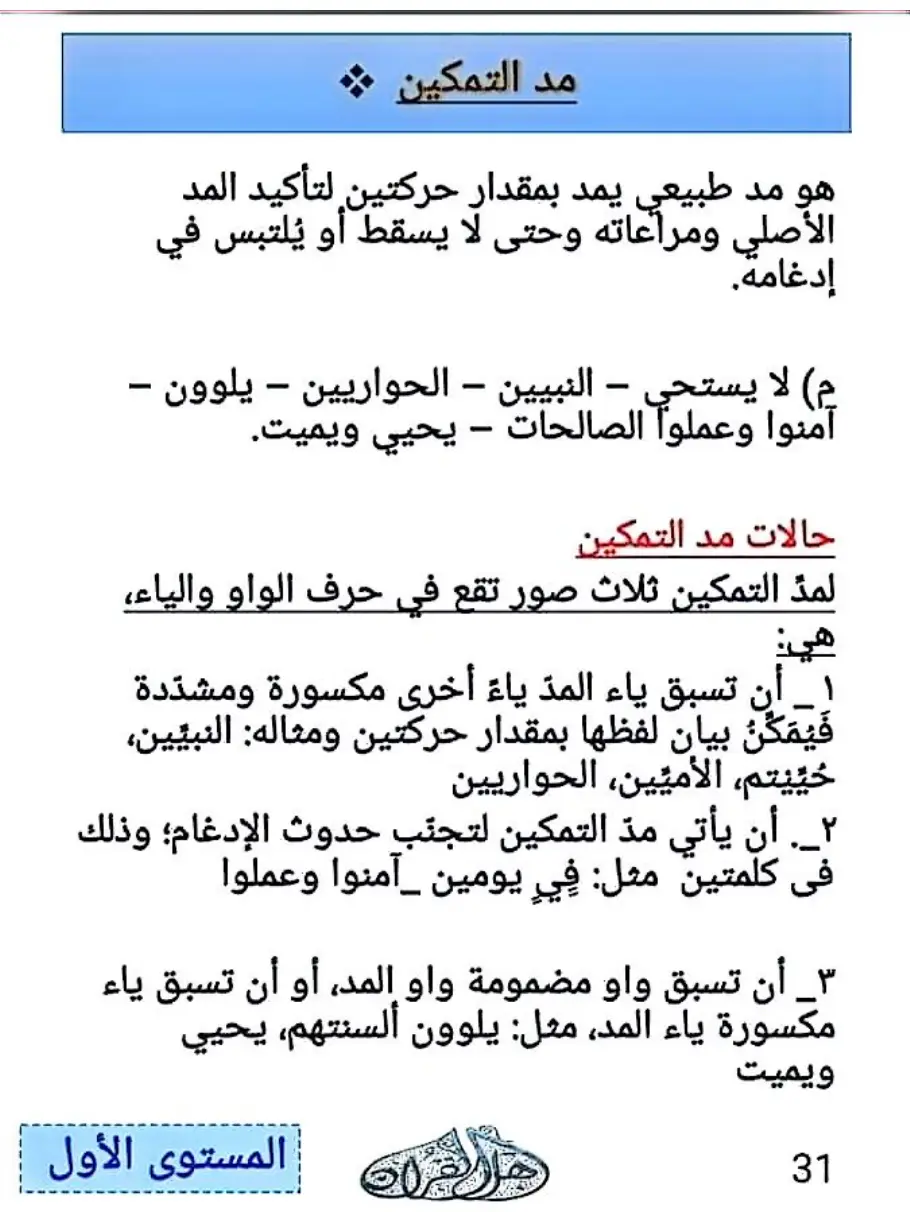 ❖ مد التمكين
هو مد طبيعي يمد بمقدار حركتين لتأكيد المد
الأصلي ومراعاته وحتى لا يسقط أو يُلتبس في
إدغامه.
م) لا يستحي – النبيين – الحواريين – يلوون –
آمنوا وعملوا الصالحات – يحيي ويميت.
حالات مد التمكين
لمدّ التمكين ثلاث صور تقع في حرف الواو والياء،
هي:
١_ أن تسبق ياء المدّ ياءً أخرى مكسورة ومشدّدة
فَيُمَكَّنُ بيان لفظها بمقدار حركتين ومثاله: النبيِّين،
حُيِّيْتم، الأميِّين، الحواريين
٢_. أن يأتي مدّ التمكين لتجنّب حدوث الإدغام؛ وذلك
فى كلمتين مثل: فٍيٍ يومين _آمنوا وعملوا
٣_ أن تسبق واو مضمومة واو المد، أو أن تسبق ياء
مكسورة ياء المد، مثل: يلوون ألسنتهم، يحيي
ويميت
المستوى الأول
هلال القرآن
31